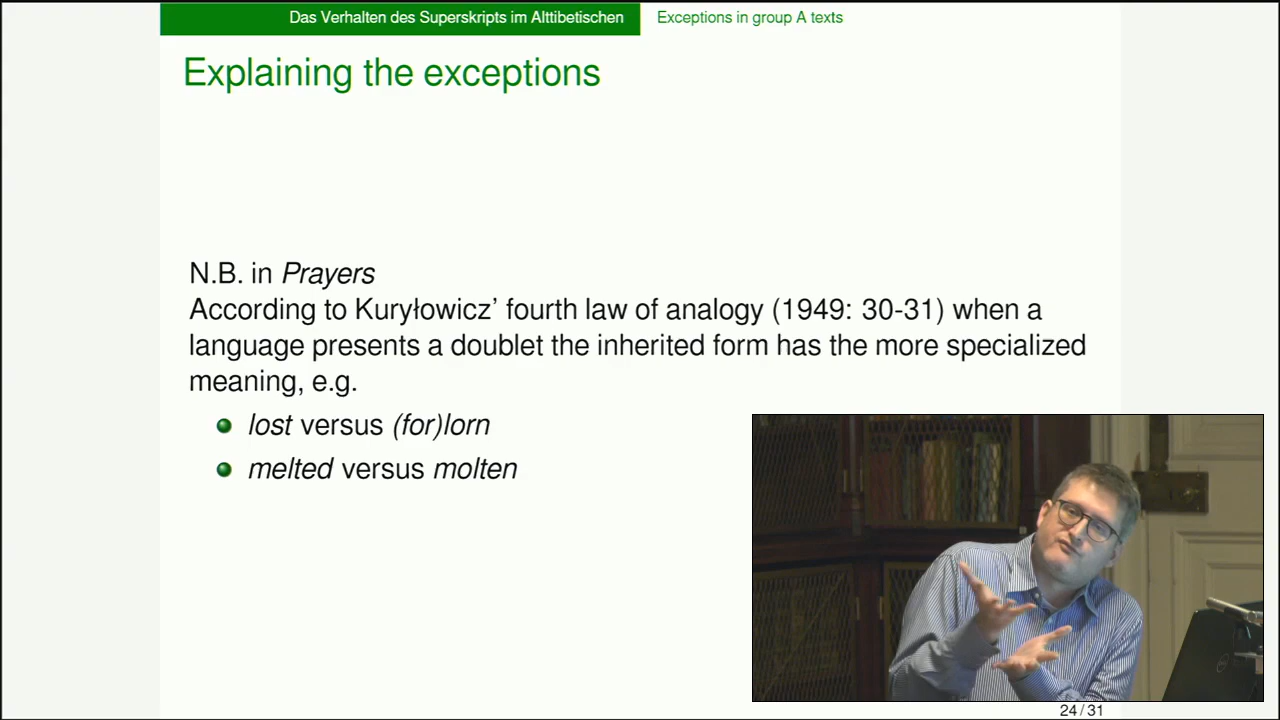 Das Verhalten des Superskripts im Alttibetischen
Exceptions in group A texts
Explaining the exceptions
N.B. in Prayers
According to Kuryłowicz’ fourth law of analogy (1949: 30-31) when a
language presents a doublet the inherited form has the more specialized
meaning, e.g.
lost versus (for)lorn
melted versus molten
24/31